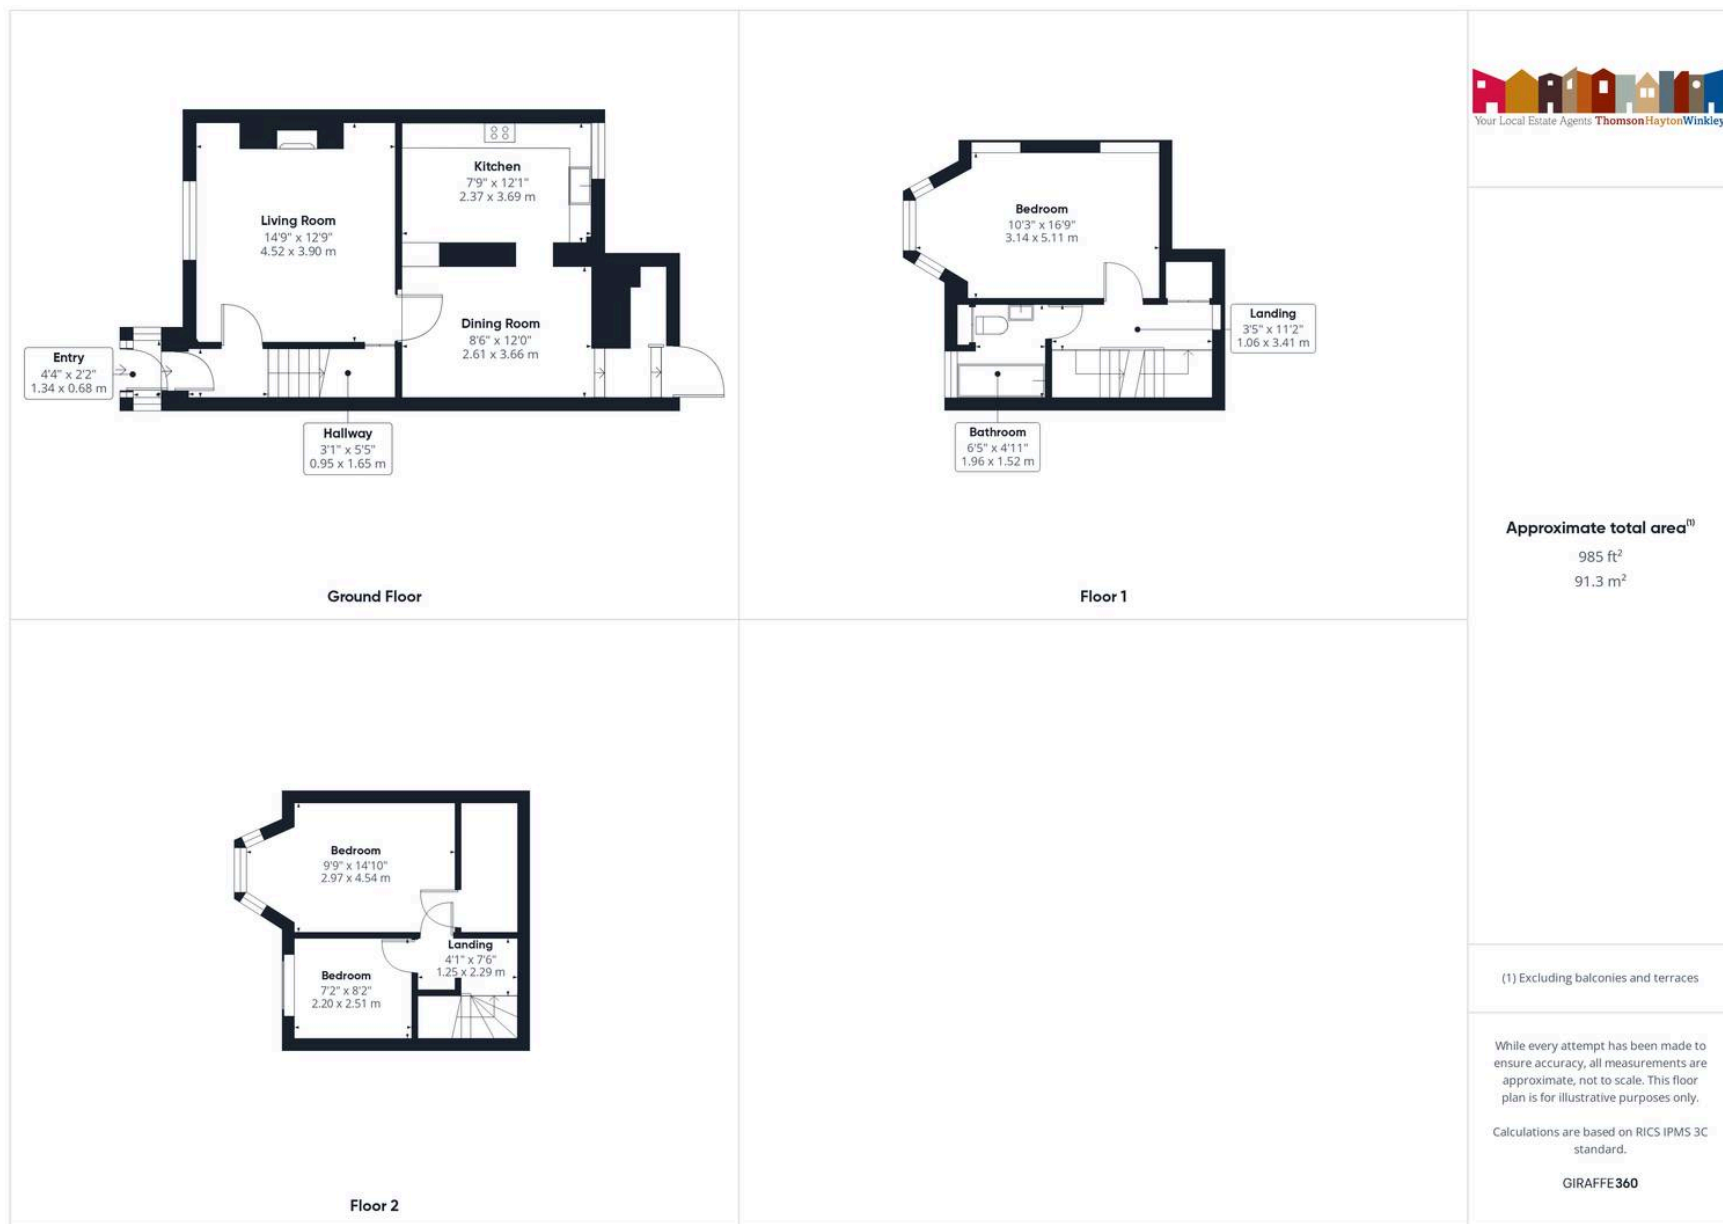 Living Room
14'9" x 12'9"
4.52 x 3.90 m
Kitchen
7'9" x 12'1"
2.37 x 3.69 m
Dining Room
8'6" x 12'0"
2.61 x 3.66 m
Entry
4'4" x 2'2"
1.34 x 0.68 m
Hallway
3'1" x 5'5"
0.95 x 1.65 m
Ground Floor
Bedroom
10'3" x 16'9"
3.14 x 5.11 m
Landing
3'5" x 11'2"
1.06 x 3.41 m
Bathroom
6'5" x 4'11"
1.96 x 1.52 m
Floor 1
Bedroom
9'9" x 14'10"
2.97 x 4.54 m
Landing
4'1" x 7'6"
1.25 x 2.29 m
Bedroom
7'2" x 8'2"
2.20 x 2.51 m
Floor 2
Your Local Estate Agents ThomsonHaytonWinkley
Approximate total area(1)
985 ft²
91.3 m²
(1) Excluding balconies and terraces
While every attempt has been made to
ensure accuracy, all measurements are
approximate, not to scale. This floor
plan is for illustrative purposes only.
Calculations are based on RICS IPMS 3C
standard.
GIRAFFE360